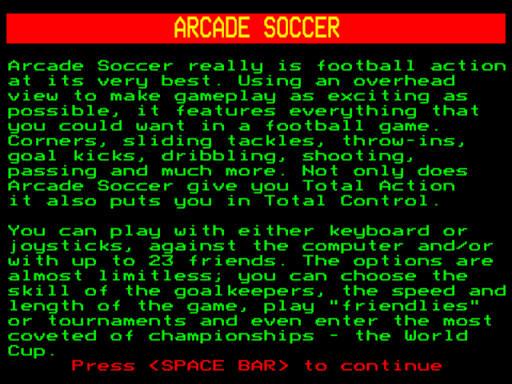 ARCADE SOCCER
Arcade Soccer really is football action
at its very best. Using an overhead
view to make gameplay as exciting as
possible, it features everything that
you could want in a football game.
Corners, sliding tackles, throw-ins,
goal kicks, dribbling, shooting,
passing and much more. Not only does
Arcade Soccer give you Total Action
it also puts you in Total Control.
You can play with either keyboard or
joysticks, against the computer and/or
with up to 23 friends. The options are
almost limitless; you can choose the
skill of the goalkeepers, the speed and
length of the game, play "friendlies"
or tournaments and even enter the most
coveted of championships - the World
Cup.
Press <SPACE BAR> to continue